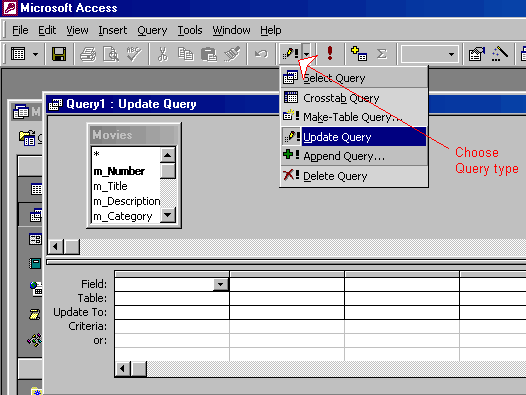 Microsoft Access
File Edit View Insert Query Tools Window Help
Select Query
Crosstab Query
Make-Table Query...
Update Query
Append Query...
Delete Query
Choose
Query type
Query1 : Update Query
Movies
*
m_Number
m_Title
m_Description
m_Category
Field:
Table:
Update To:
Criteria:
or: